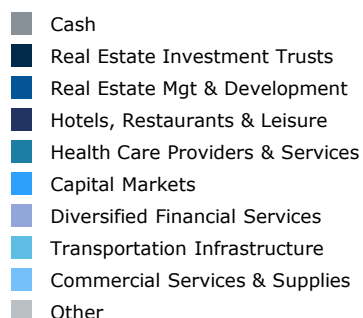 Cash
Real Estate Investment Trusts
Real Estate Mgt & Development
Hotels, Restaurants & Leisure
Health Care Providers & Services
Capital Markets
Diversified Financial Services
Transportation Infrastructure
Commercial Services & Supplies
Other